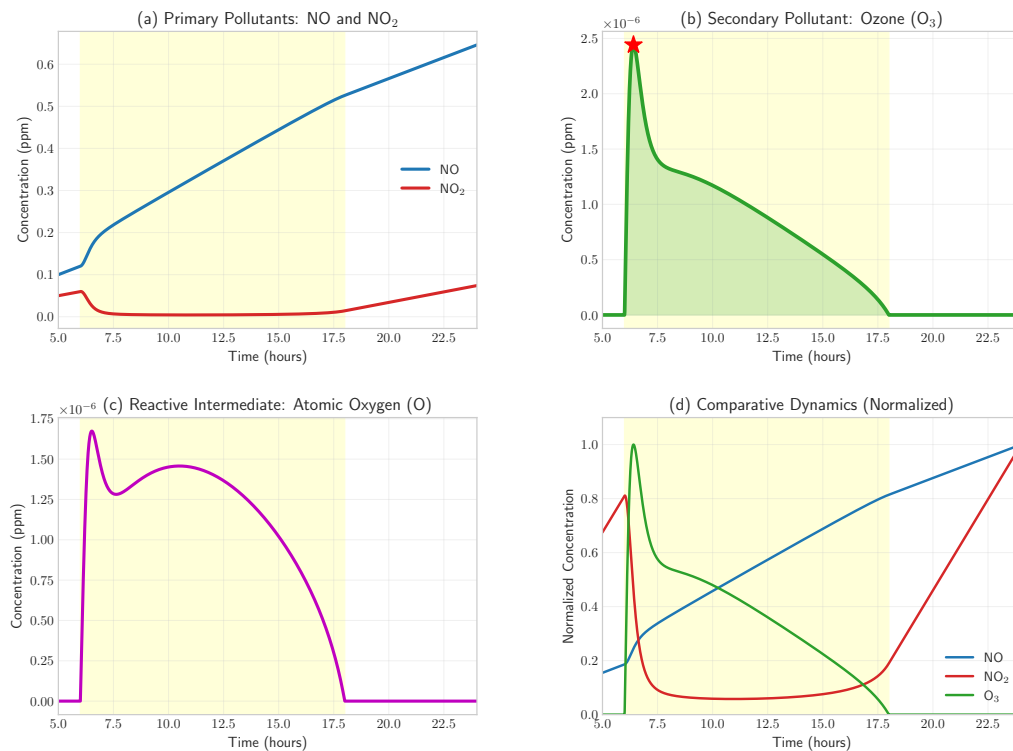 (a) Primary Pollutants: NO and NO₂
Concentration (ppm)
0.6
0.5
0.4
0.3
0.2
0.1
0.0
NO
NO₂
5.0 7.5 10.0 12.5 15.0 17.5 20.0 22.5
Time (hours)
(b) Secondary Pollutant: Ozone (O₃)
×10⁻⁶
Concentration (ppm)
2.5
2.0
1.5
1.0
0.5
0.0
5.0 7.5 10.0 12.5 15.0 17.5 20.0 22.5
Time (hours)
(c) Reactive Intermediate: Atomic Oxygen (O)
×10⁻⁶
Concentration (ppm)
1.75
1.50
1.25
1.00
0.75
0.50
0.25
0.00
5.0 7.5 10.0 12.5 15.0 17.5 20.0 22.5
Time (hours)
(d) Comparative Dynamics (Normalized)
Normalized Concentration
1.0
0.8
0.6
0.4
0.2
0.0
NO
NO₂
O₃
5.0 7.5 10.0 12.5 15.0 17.5 20.0 22.5
Time (hours)